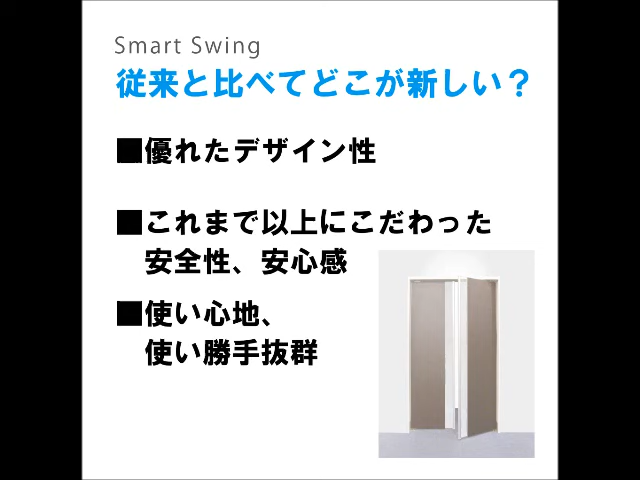 Smart Swing
従来と比べてどこが新しい？
■優れたデザイン性
■これまで以上にこだわった
安全性、安心感
■使い心地、
使い勝手抜群